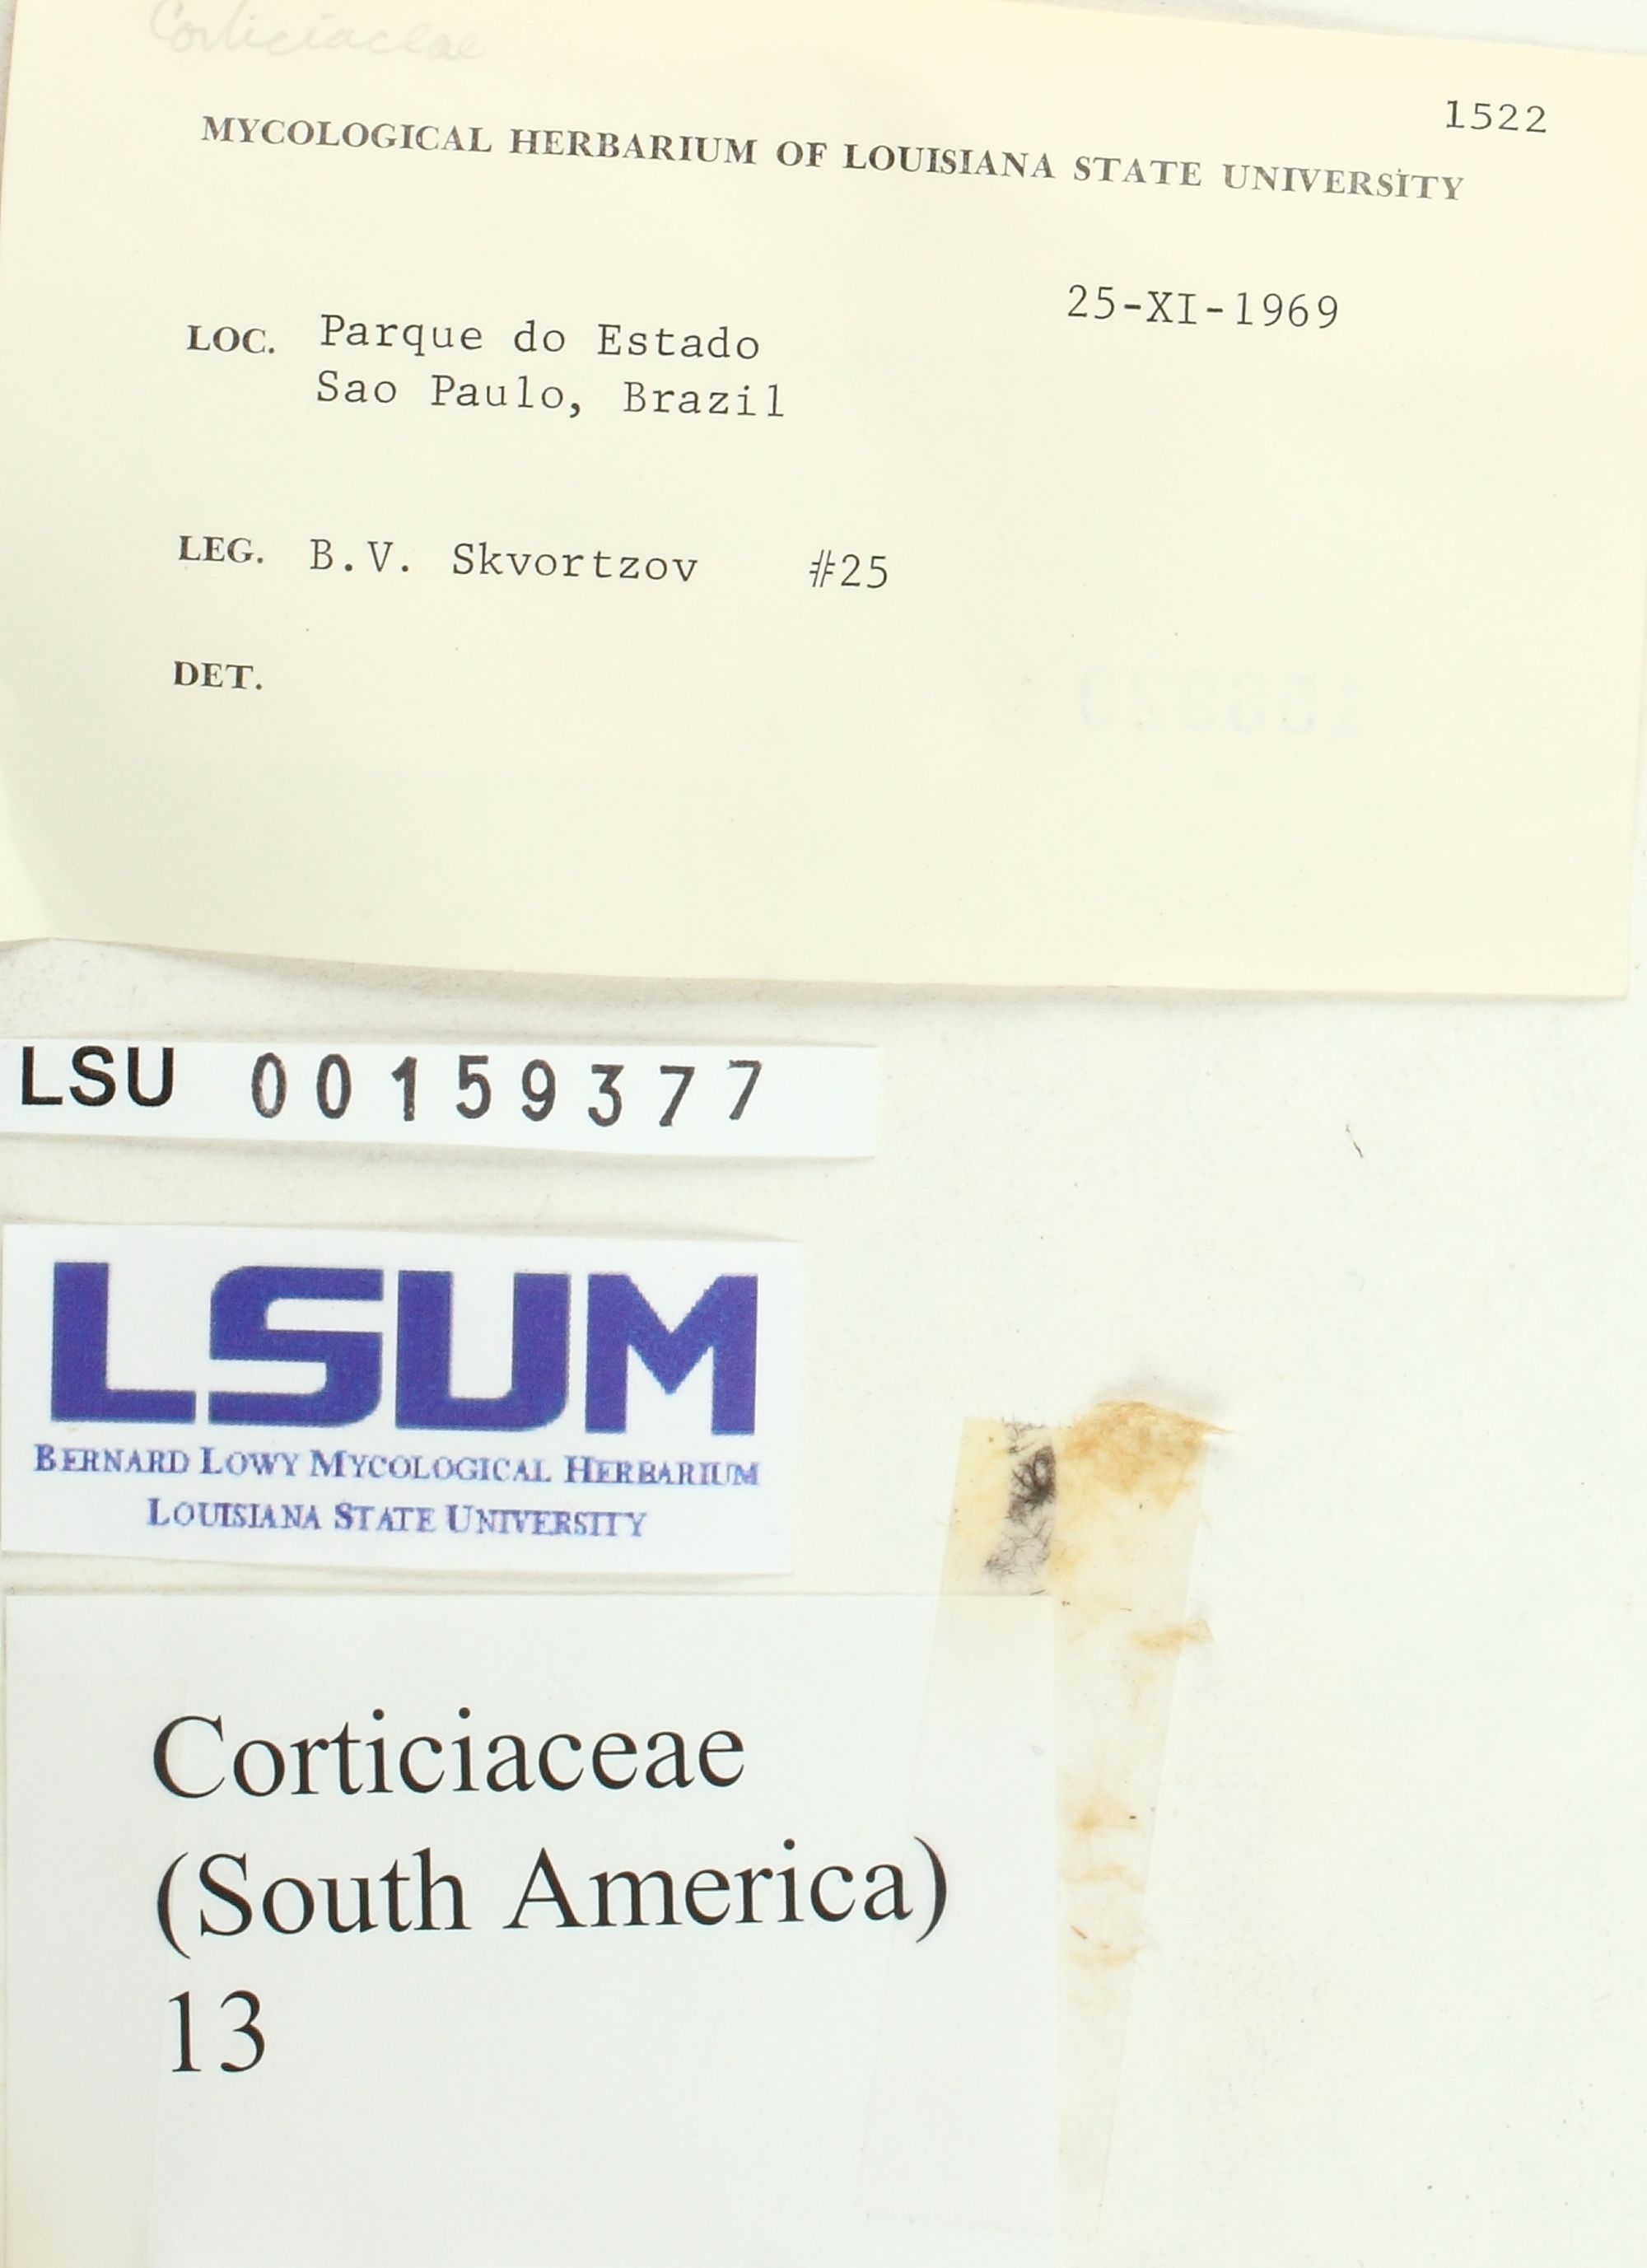 Corticiaceae
1522
MYCOLOGICAL HERBARIUM OF LOUISIANA STATE UNIVERSITY
25-XI-1969
LOC. Parque do Estado
Sao Paulo, Brazil
LEG. B.V. Skvortzov #25
DET.
LSU 00159377
LSUM
BERNARD LOWY MYCOLOGICAL HERBARIUM
LOUISIANA STATE UNIVERSITY
Corticiaceae
(South America)
13